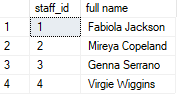 staff_id full name
1 1 Fabiola Jackson
2 2 Mireya Copeland
3 3 Genna Serrano
4 4 Virgie Wiggins